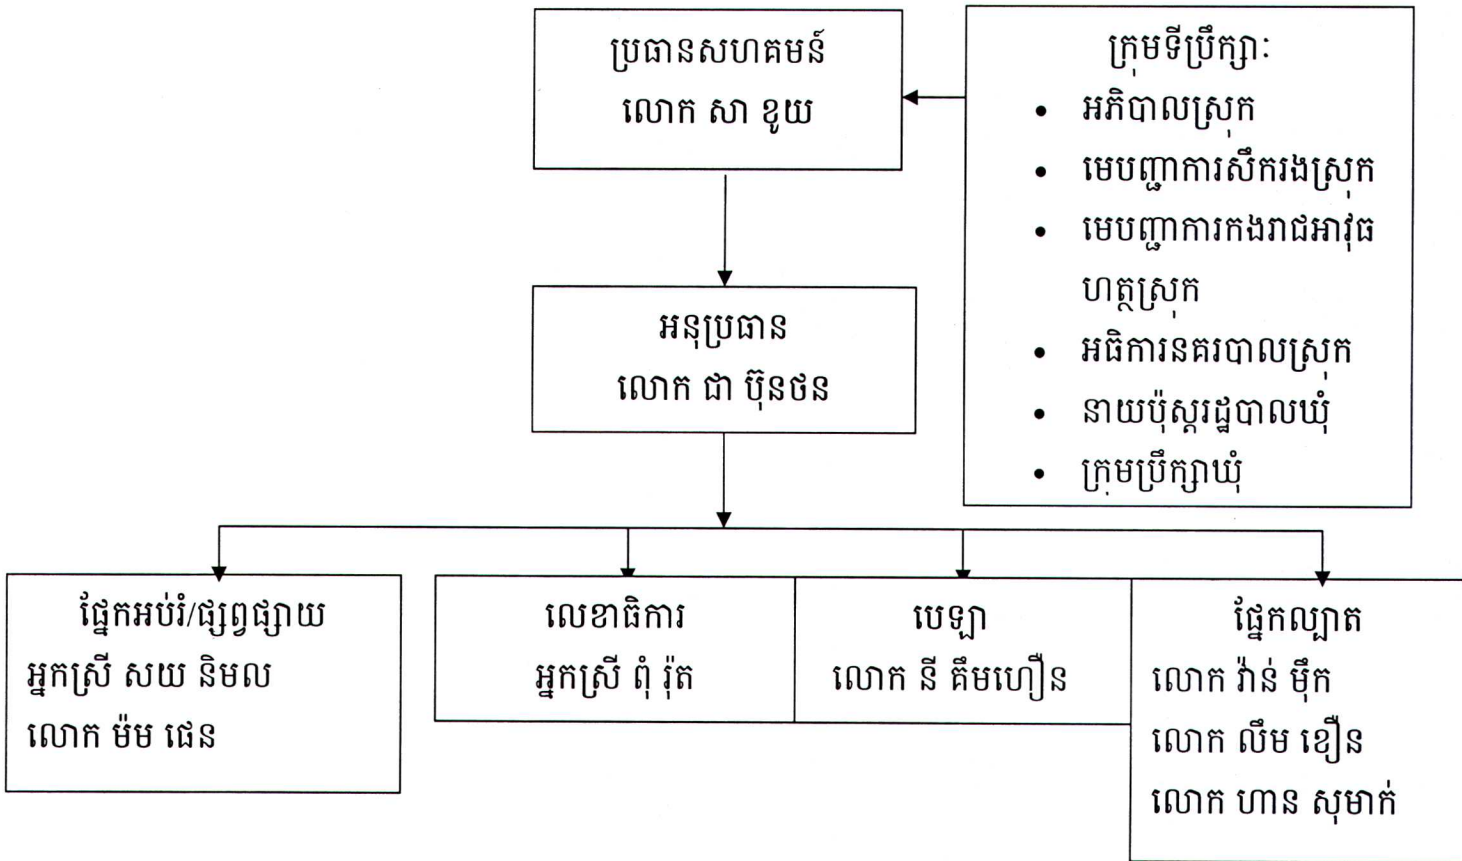 ប្រធានសហគមន៍
លោក សា ខូយ
ក្រុមទីប្រឹក្សា:
• អភិបាលស្រុក
• មេបញ្ជាការសឹករងស្រុក
• មេបញ្ជាការកងរាជអាវុធ
ហត្ថស្រុក
• អធិការនគរបាលស្រុក
• នាយប៉ុស្តរដ្ឋបាលឃុំ
• ក្រុមប្រឹក្សាឃុំ
អនុប្រធាន
លោក ជា ប៊ុនថន
ផ្នែកអប់រំ/ផ្សព្វផ្សាយ
អ្នកស្រី សយ និមល
លោក ម៉ម ផេន
លេខាធិការ
អ្នកស្រី ពុំ រ៉ុត
បេឡា
លោក នី គឹមហឿន
ផ្នែកល្បាត
លោក វ៉ាន់ ម៉ឹក
លោក លឹម ខឿន
លោក ហាន សុមាក់